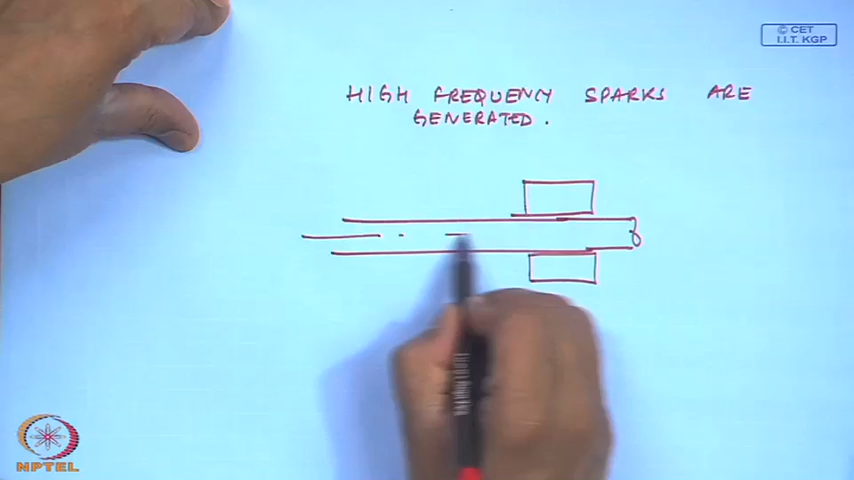 © CET
I.I.T. KGP
HIGH FREQUENCY SPARKS ARE
GENERATED.
NPTEL